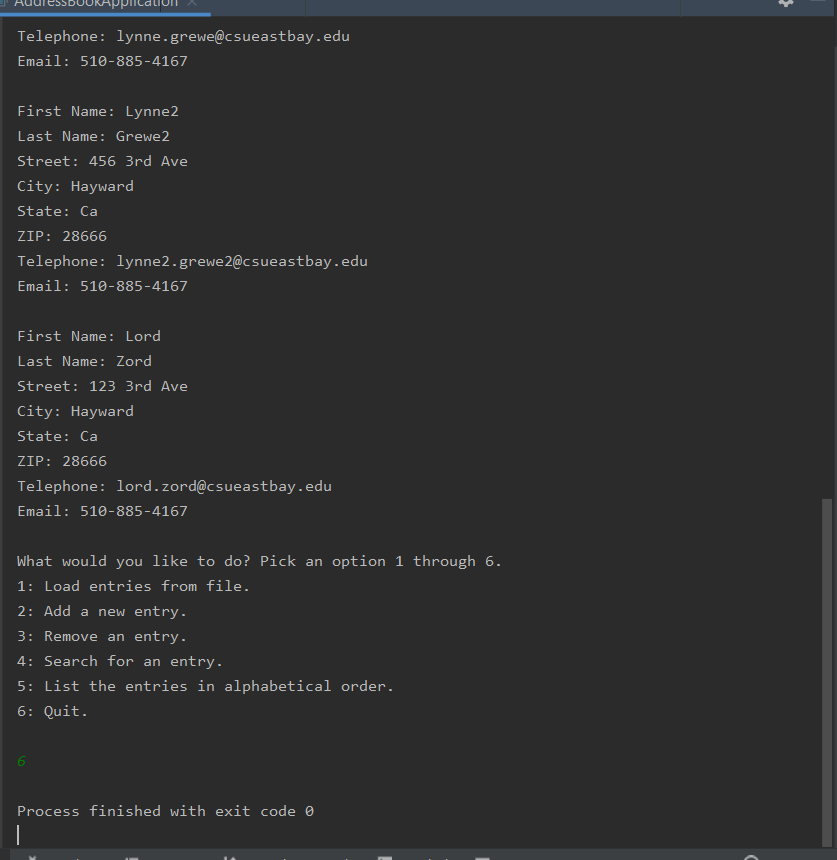 AddressBookApplication
Telephone: lynne.grewe@csueastbay.edu
Email: 510-885-4167
First Name: Lynne2
Last Name: Grewe2
Street: 456 3rd Ave
City: Hayward
State: Ca
ZIP: 28666
Telephone: lynne2.grewe2@csueastbay.edu
Email: 510-885-4167
First Name: Lord
Last Name: Zord
Street: 123 3rd Ave
City: Hayward
State: Ca
ZIP: 28666
Telephone: lord.zord@csueastbay.edu
Email: 510-885-4167
What would you like to do? Pick an option 1 through 6.
1: Load entries from file.
2: Add a new entry.
3: Remove an entry.
4: Search for an entry.
5: List the entries in alphabetical order.
6: Quit.
6
Process finished with exit code 0